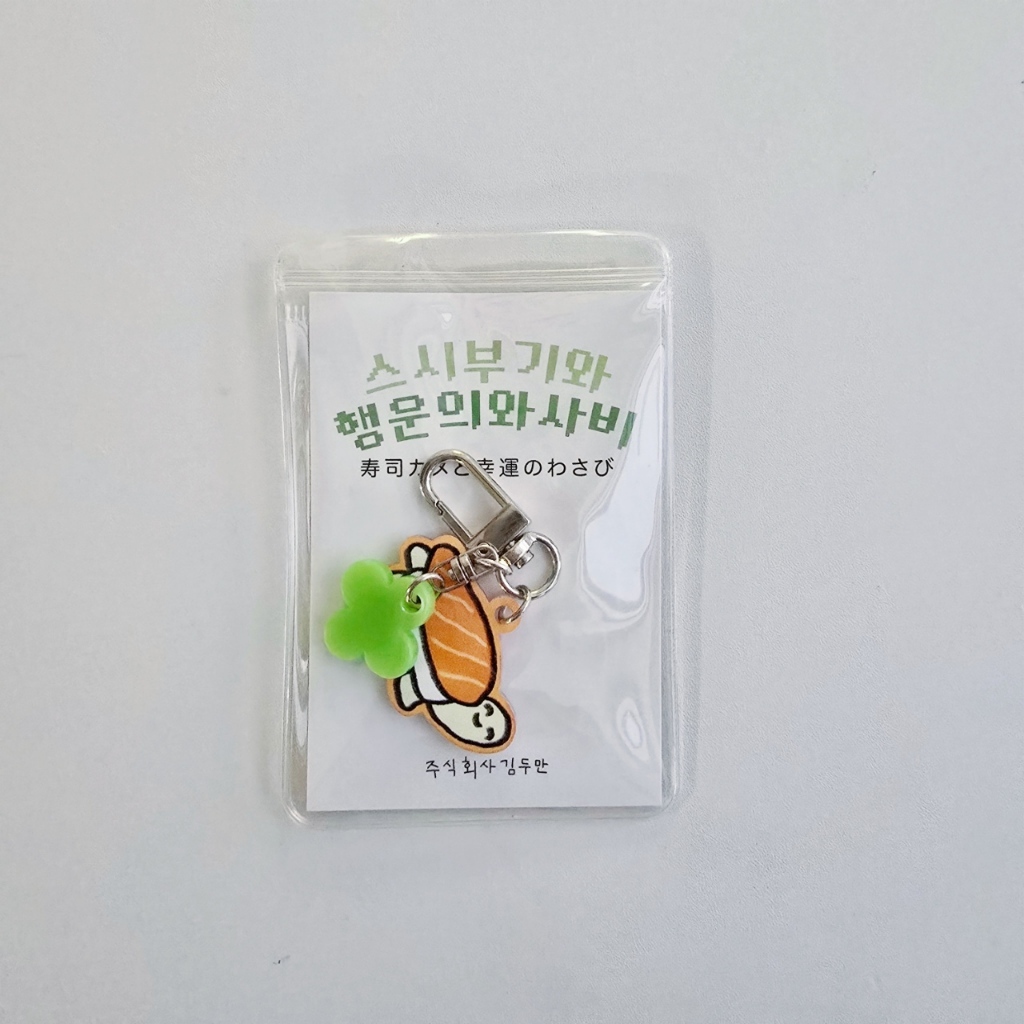 스시부기와
행운의와사비
寿司カメと幸運のわさび
주식회사김두만